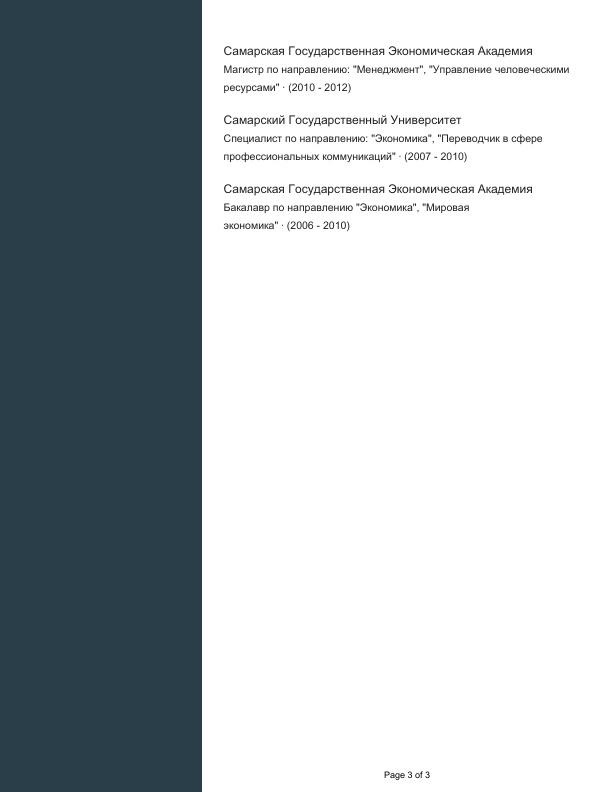 Самарская Государственная Экономическая Академия
Магистр по направлению: "Менеджмент", "Управление человеческими
ресурсами" · (2010 - 2012)
Самарский Государственный Университет
Специалист по направлению: "Экономика", "Переводчик в сфере
профессиональных коммуникаций" · (2007 - 2010)
Самарская Государственная Экономическая Академия
Бакалавр по направлению "Экономика", "Мировая
экономика" · (2006 - 2010)
Page 3 of 3